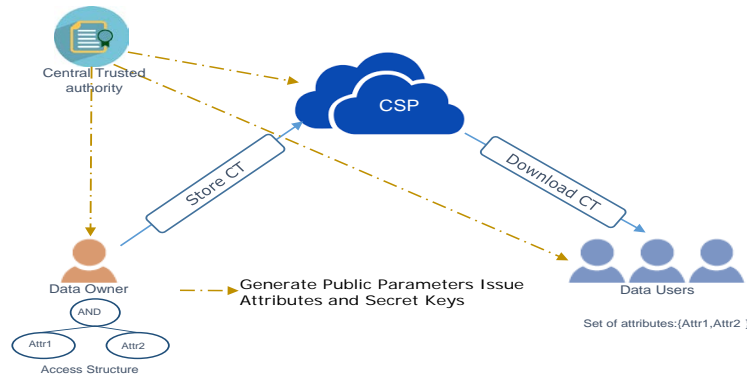 Central Trusted
authority
CSP
Store CT
Download CT
Data Owner
Generate Public Parameters Issue
Attributes and Secret Keys
Data Users
AND
Attr1
Attr2
Set of attributes:{Attr1,Attr2 }
Access Structure